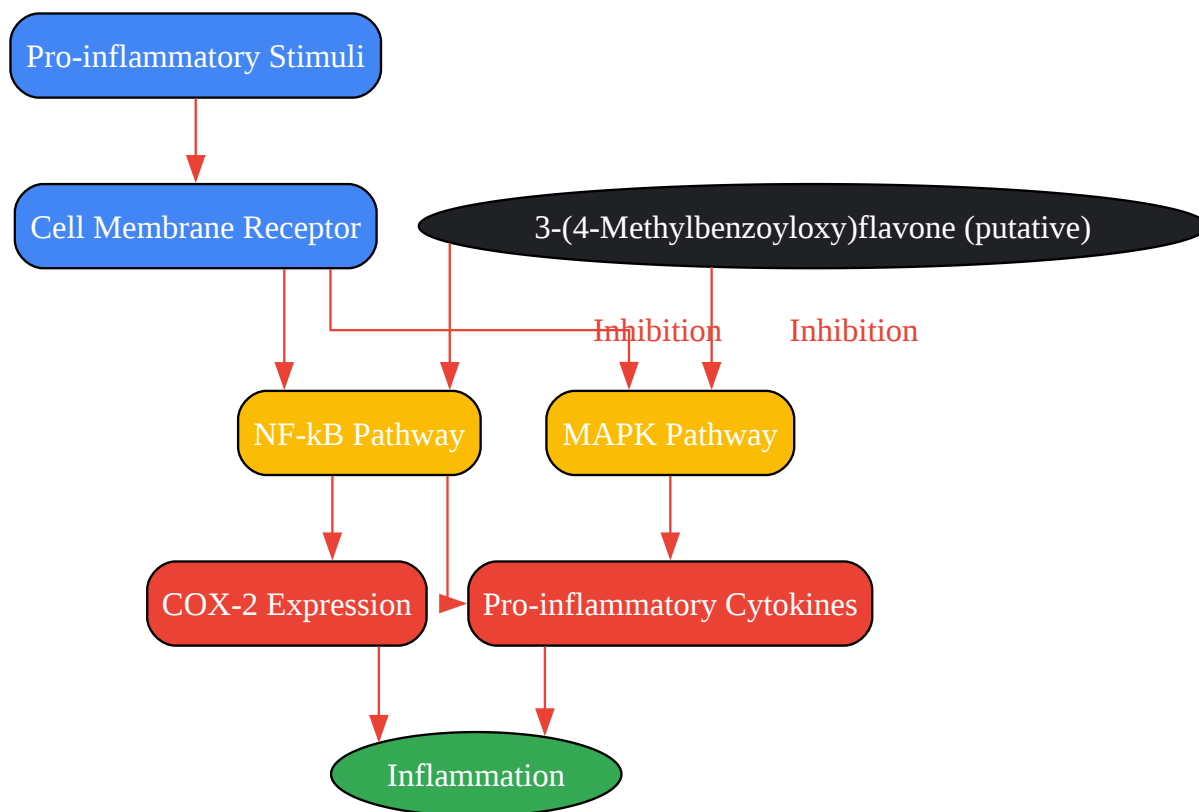 Pro-inflammatory Stimuli
Cell Membrane Receptor
3-(4-Methylbenzoyloxy)flavone (putative)
Inhibition
Inhibition
NF-kB Pathway
MAPK Pathway
COX-2 Expression
Pro-inflammatory Cytokines
Inflammation